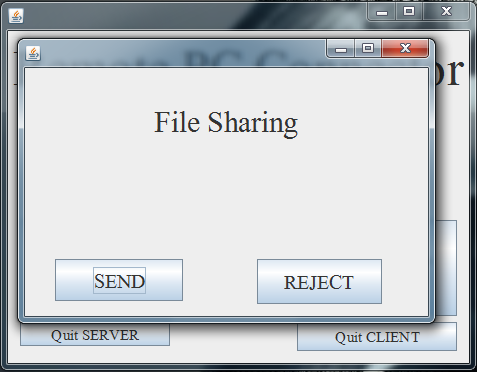 File Sharing
SEND
REJECT
Quit SERVER
Quit CLIENT